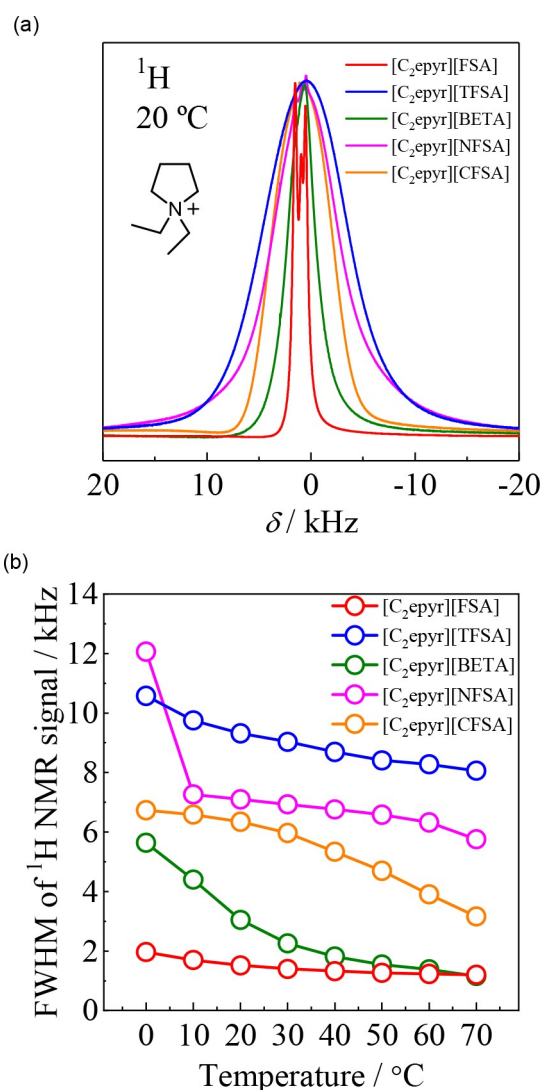 (a)
¹H
20 ºC
N+
[C₂epyr][FSA]
[C₂epyr][TFSA]
[C₂epyr][BETA]
[C₂epyr][NFSA]
[C₂epyr][CFSA]
20 10 0 -10 -20
δ / kHz
(b)
FWHM of ¹H NMR signal / kHz
14
12
10
8
6
4
2
0
[C₂epyr][FSA]
[C₂epyr][TFSA]
[C₂epyr][BETA]
[C₂epyr][NFSA]
[C₂epyr][CFSA]
0 10 20 30 40 50 60 70
Temperature / °C